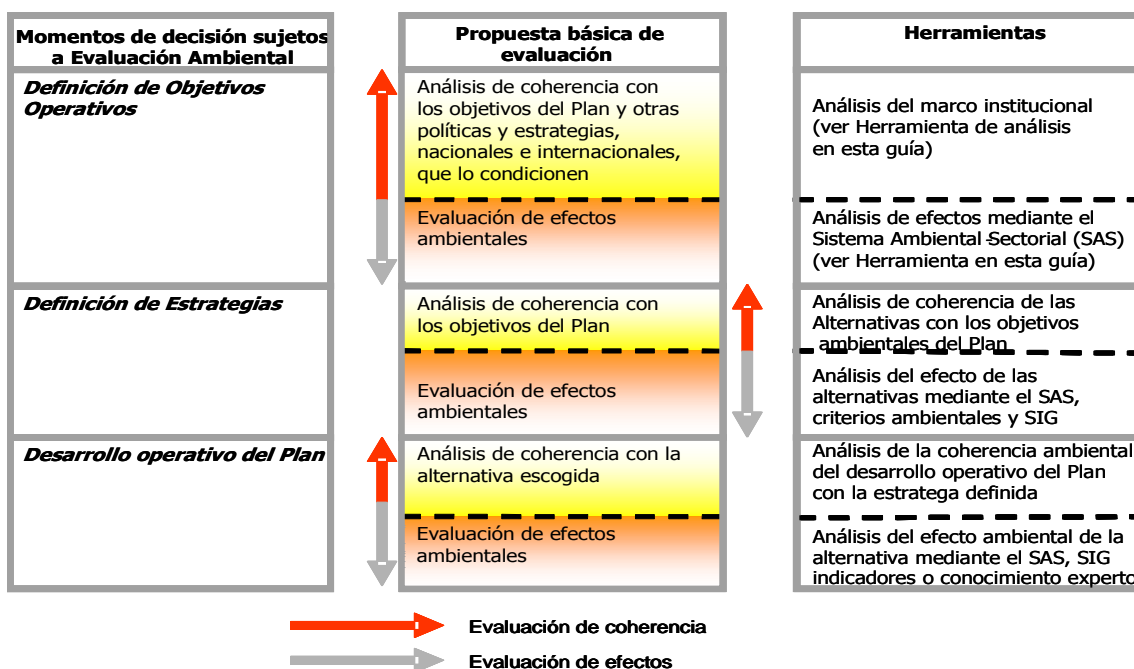 Momentos de decisión sujetos
a Evaluación Ambiental
Propuesta básica de
evaluación
Herramientas
Definición de Objetivos
Operativos
Análisis de coherencia con
los objetivos del Plan y otras
políticas y estrategias,
nacionales e internacionales,
que lo condicionen
Análisis del marco institucional
(ver Herramienta de análisis
en esta guía)
Evaluación de efectos
ambientales
Análisis de efectos mediante el
Sistema Ambiental-Sectorial (SAS)
(ver Herramienta en esta guía)
Definición de Estrategias
Análisis de coherencia con
los objetivos del Plan
Análisis de coherencia de las
Alternativas con los objetivos
ambientales del Plan
Evaluación de efectos
ambientales
Análisis del efecto de las
alternativas mediante el SAS,
criterios ambientales y SIG
Desarrollo operativo del Plan
Análisis de coherencia con la
alternativa escogida
Análisis de la coherencia ambiental
del desarrollo operativo del Plan
con la estratega definida
Evaluación de efectos
ambientales
Análisis del efecto ambiental de la
alternativa mediante el SAS, SIG
indicadores o conocimiento experto
Evaluación de coherencia
Evaluación de efectos